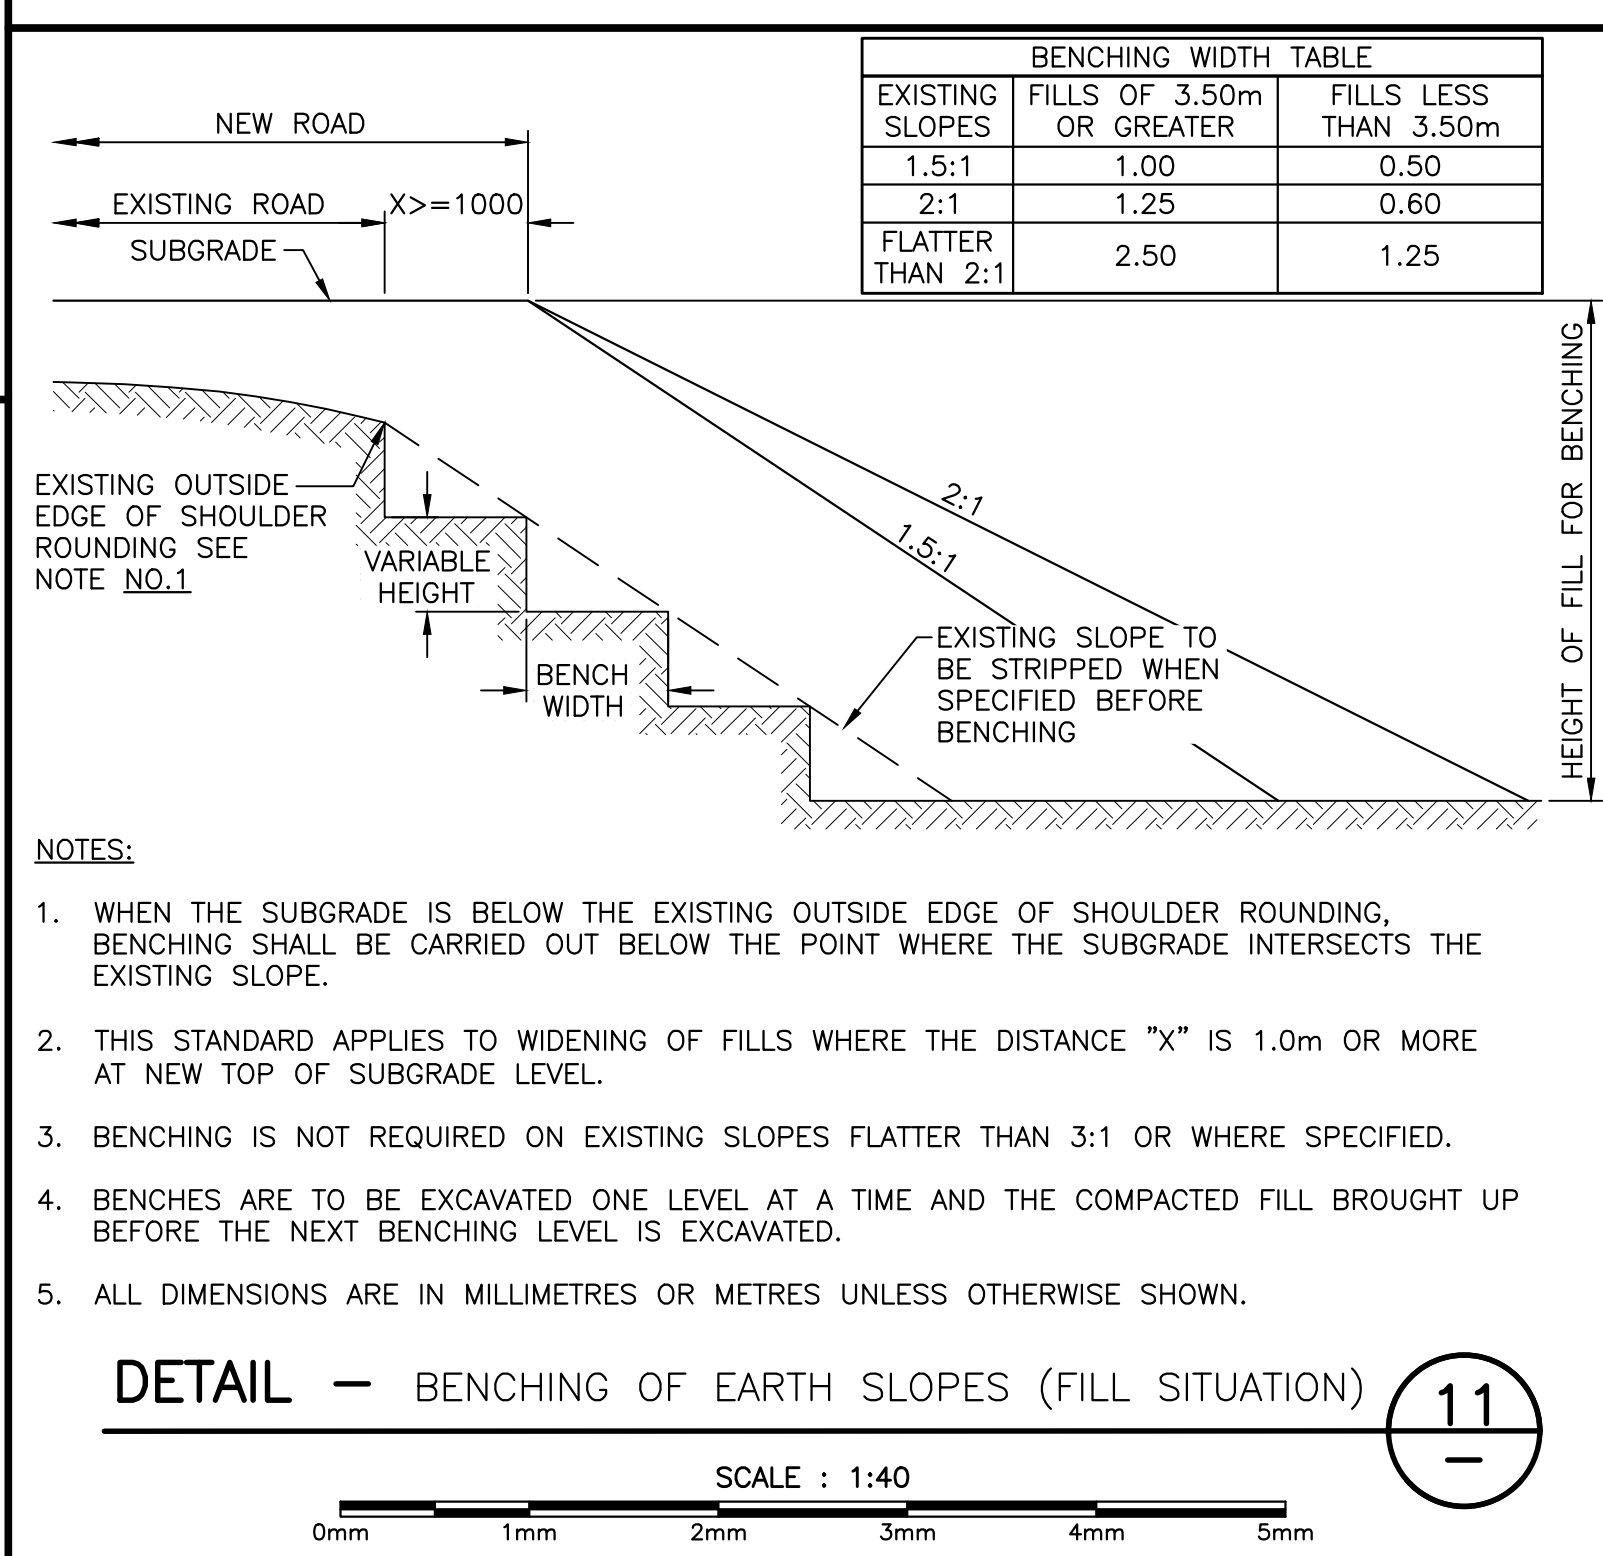 BENCHING WIDTH TABLE
EXISTING SLOPES
FILLS OF 3.50m OR GREATER
FILLS LESS THAN 3.50m
1.5:1 1.00 0.50
2:1 1.25 0.60
FLATTER THAN 2:1
2.50 1.25
NEW ROAD
EXISTING ROAD X>=1000
SUBGRADE
HEIGHT OF FILL FOR BENCHING
2:1
1.5:1
EXISTING OUTSIDE
EDGE OF SHOULDER
ROUNDING SEE
NOTE NO.1
VARIABLE
HEIGHT
BENCH
WIDTH
EXISTING SLOPE TO
BE STRIPPED WHEN
SPECIFIED BEFORE
BENCHING
NOTES:
1. WHEN THE SUBGRADE IS BELOW THE EXISTING OUTSIDE EDGE OF SHOULDER ROUNDING,
BENCHING SHALL BE CARRIED OUT BELOW THE POINT WHERE THE SUBGRADE INTERSECTS THE
EXISTING SLOPE.
2. THIS STANDARD APPLIES TO WIDENING OF FILLS WHERE THE DISTANCE "X" IS 1.0m OR MORE
AT NEW TOP OF SUBGRADE LEVEL.
3. BENCHING IS NOT REQUIRED ON EXISTING SLOPES FLATTER THAN 3:1 OR WHERE SPECIFIED.
4. BENCHES ARE TO BE EXCAVATED ONE LEVEL AT A TIME AND THE COMPACTED FILL BROUGHT UP
BEFORE THE NEXT BENCHING LEVEL IS EXCAVATED.
5. ALL DIMENSIONS ARE IN MILLIMETRES OR METRES UNLESS OTHERWISE SHOWN.
DETAIL – BENCHING OF EARTH SLOPES (FILL SITUATION)
11
–
SCALE : 1:40
0mm 1mm 2mm 3mm 4mm 5mm